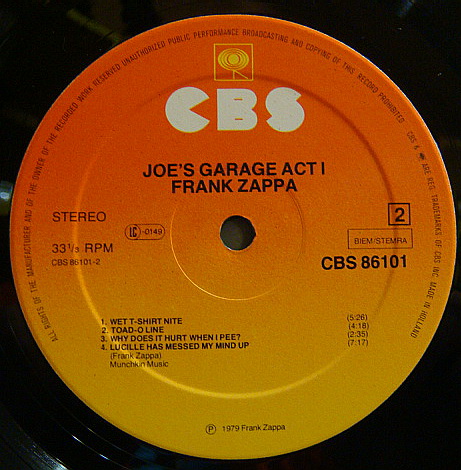 ALL RIGHTS OF THE MANUFACTURER AND OF THE OWNER OF THE RECORDED WORK RESERVED UNAUTHORIZED PUBLIC PERFORMANCE BROADCASTING AND COPYING OF THIS RECORD PROHIBITED
CBS & ARE REG. TRADEMARKS OF CBS INC. MADE IN HOLLAND
CBS
JOE'S GARAGE ACT I
FRANK ZAPPA
STEREO
LC-0149
2
33⅓ RPM
BIEM/STEMRA
CBS 86101-2
CBS 86101
1. WET T-SHIRT NITE (5:26)
2. TOAD-O LINE (4:18)
3. WHY DOES IT HURT WHEN I PEE? (2:35)
4. LUCILLE HAS MESSED MY MIND UP (7:17)
(Frank Zappa)
Munchkin Music
℗ 1979 Frank Zappa